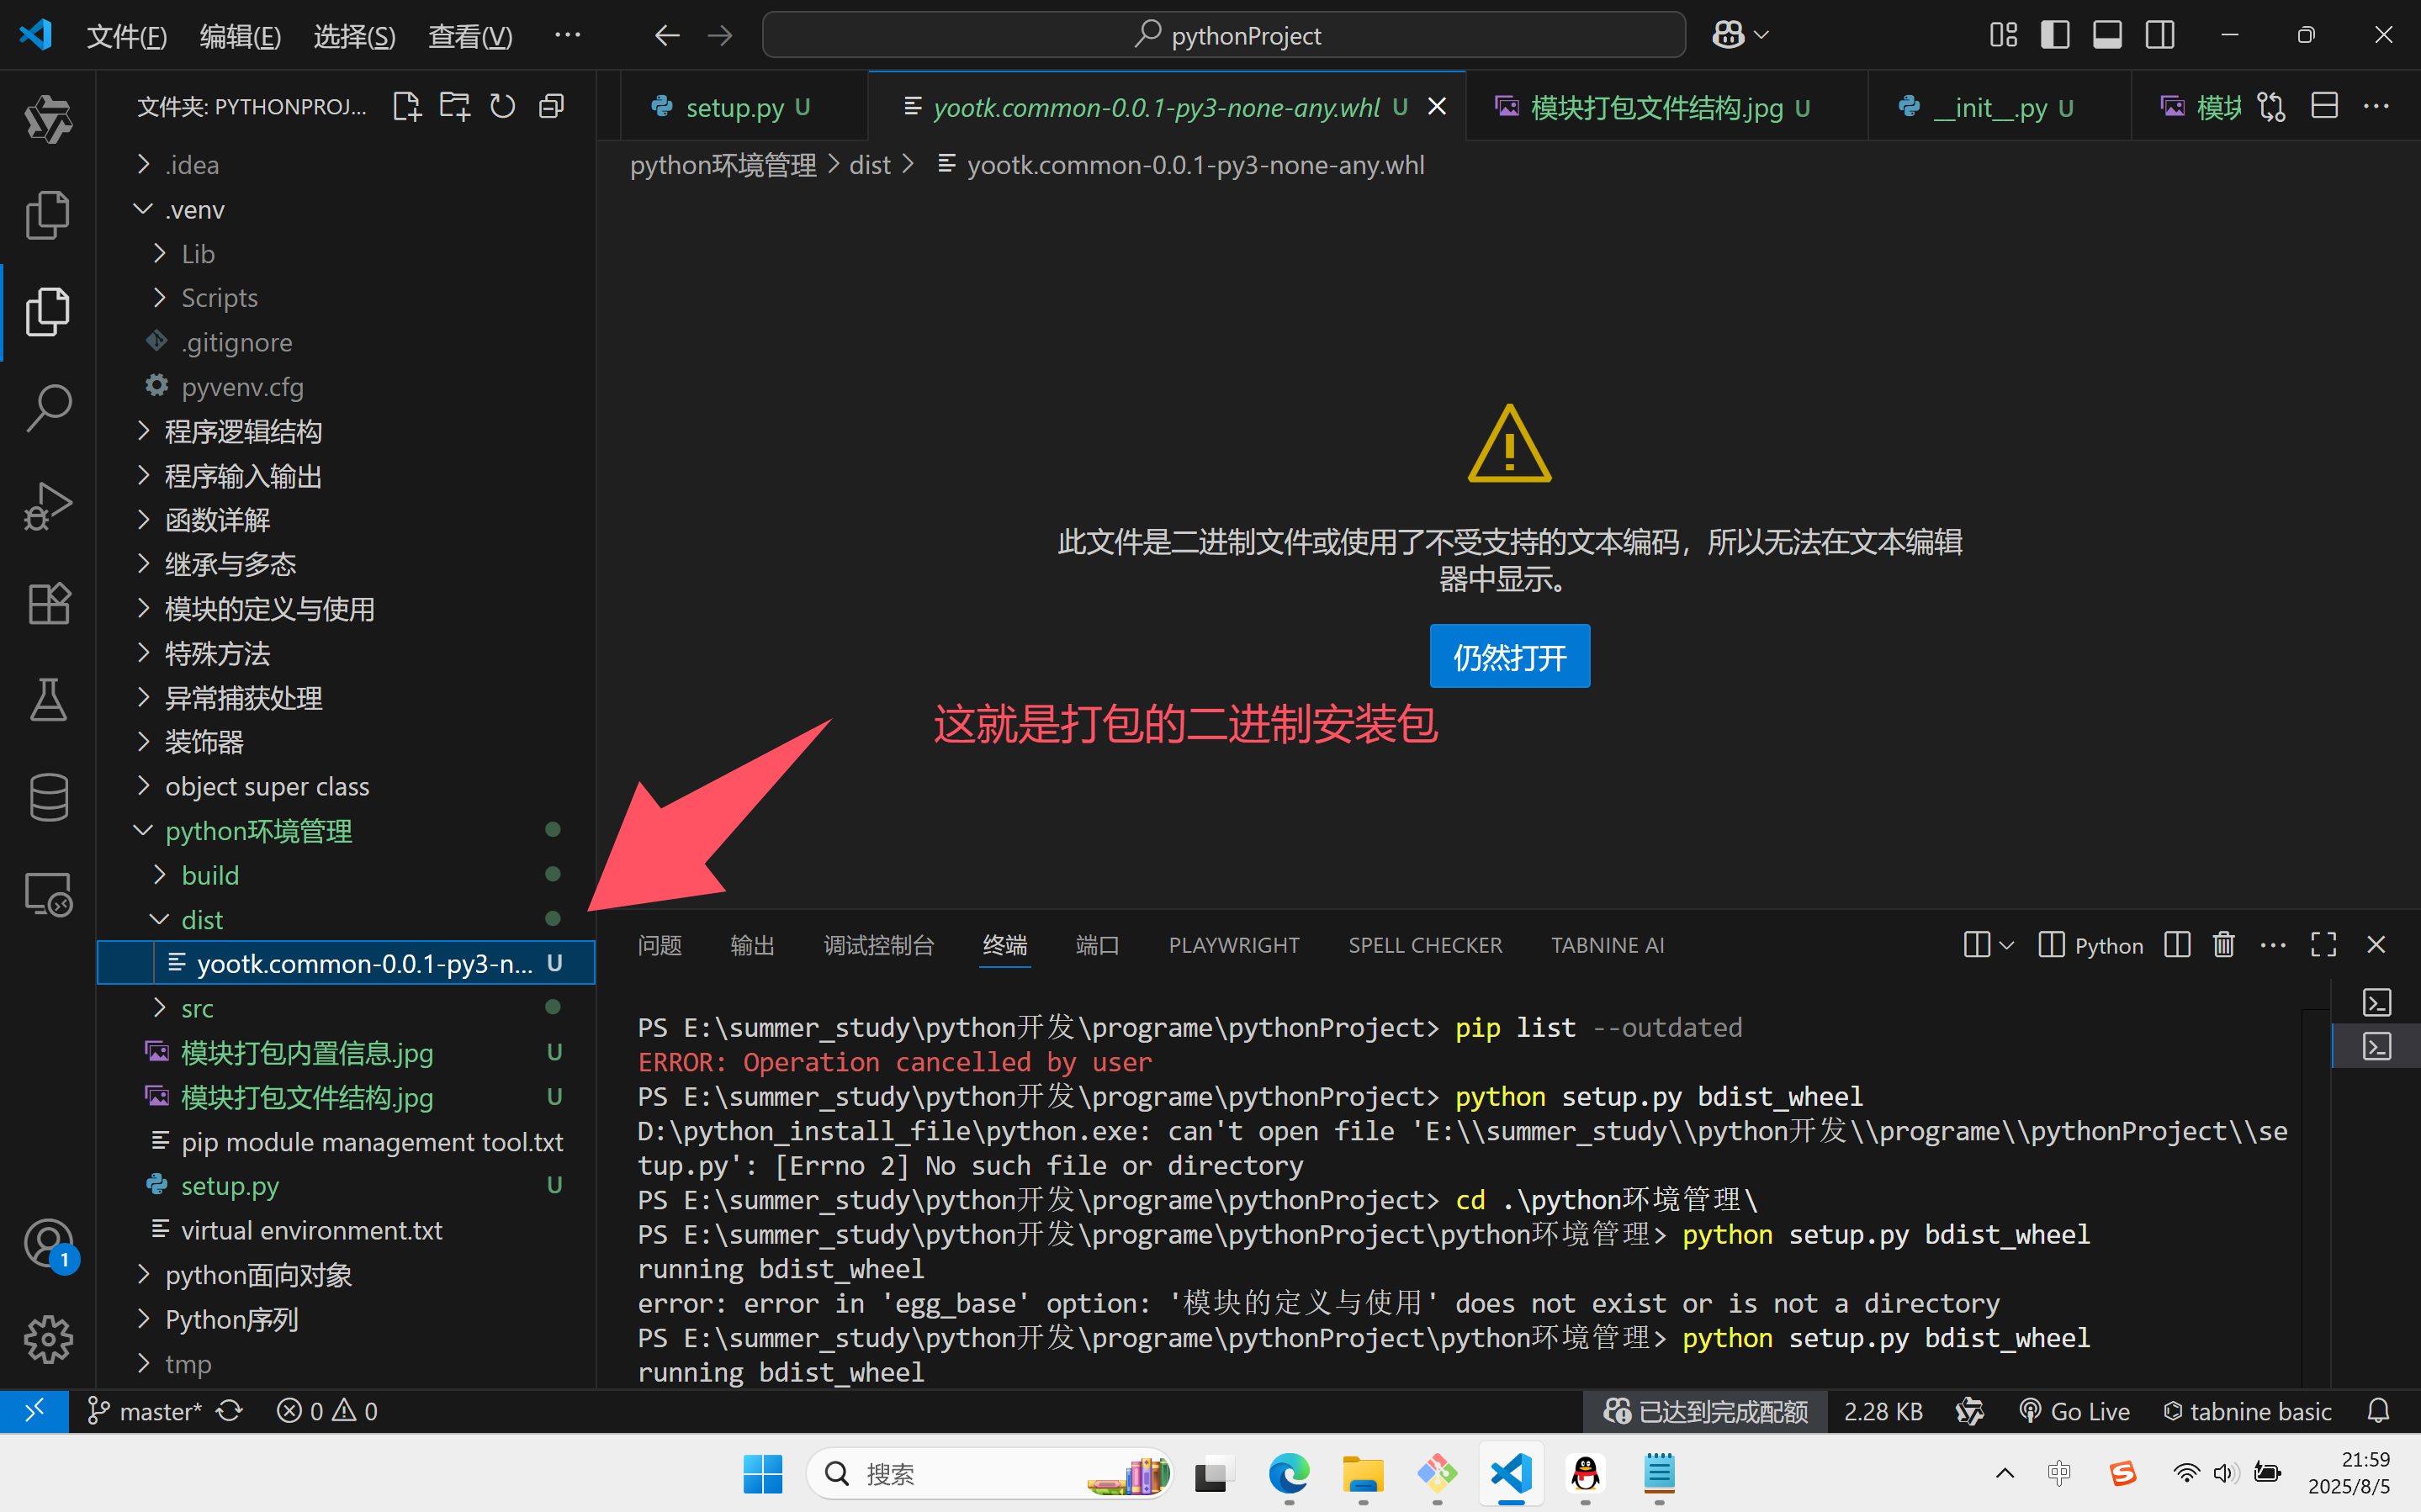 文件(F) 编辑(E) 选择(S) 查看(V) ··· pythonProject
文件夹: PYTHONPROJ...
setup.py U
yootk.common-0.0.1-py3-none-any.whl U
模块打包文件结构.jpg U
__init__.py U
模块
python环境管理 > dist > yootk.common-0.0.1-py3-none-any.whl
.idea
.venv
Lib
Scripts
.gitignore
pyvenv.cfg
程序逻辑结构
程序输入输出
函数详解
继承与多态
模块的定义与使用
特殊方法
异常捕获处理
装饰器
object super class
python环境管理
build
dist
yootk.common-0.0.1-py3-n... U
src
模块打包内置信息.jpg U
模块打包文件结构.jpg U
pip module management tool.txt
setup.py U
virtual environment.txt
python面向对象
Python序列
tmp
1
此文件是二进制文件或使用了不受支持的文本编码，所以无法在文本编辑
器中显示。
仍然打开
这就是打包的二进制安装包
问题 输出 调试控制台 终端 端口 PLAYWRIGHT SPELL CHECKER TABNINE AI
Python
PS E:\summer_study\python开发\programe\pythonProject> pip list --outdated
ERROR: Operation cancelled by user
PS E:\summer_study\python开发\programe\pythonProject> python setup.py bdist_wheel
D:\python_install_file\python.exe: can't open file 'E:\\summer_study\\python开发\\programe\\pythonProject\\se
tup.py': [Errno 2] No such file or directory
PS E:\summer_study\python开发\programe\pythonProject> cd .\python环境管理\
PS E:\summer_study\python开发\programe\pythonProject\python环境管理> python setup.py bdist_wheel
running bdist_wheel
error: error in 'egg_base' option: '模块的定义与使用' does not exist or is not a directory
PS E:\summer_study\python开发\programe\pythonProject\python环境管理> python setup.py bdist_wheel
running bdist_wheel
master* 0 0 已达到完成配额 2.28 KB Go Live tabnine basic
搜索
中
21:59
2025/8/5